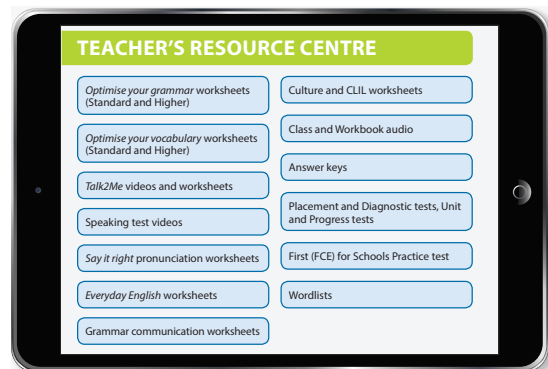 TEACHER'S RESOURCE CENTRE
Optimise your grammar worksheets
(Standard and Higher)
Optimise your vocabulary worksheets
(Standard and Higher)
Talk2Me videos and worksheets
Speaking test videos
Say it right pronunciation worksheets
Everyday English worksheets
Grammar communication worksheets
Culture and CLIL worksheets
Class and Workbook audio
Answer keys
Placement and Diagnostic tests, Unit
and Progress tests
First (FCE) for Schools Practice test
Wordlists